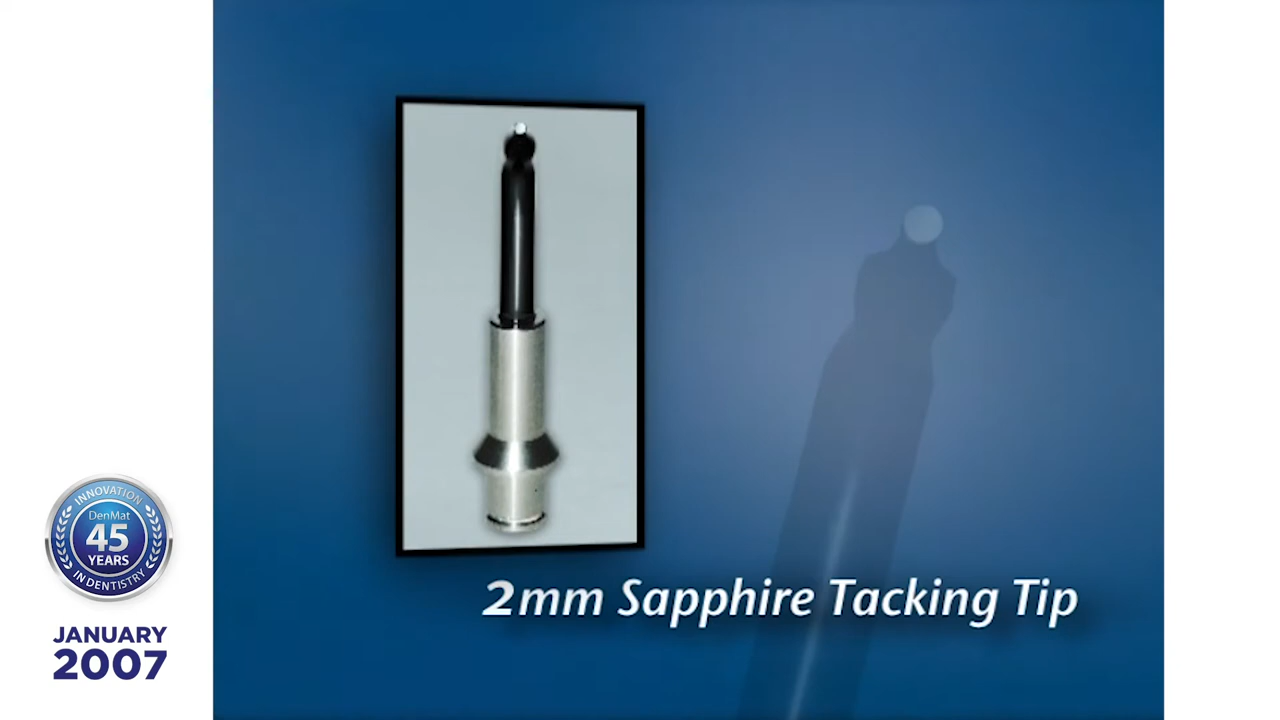 2mm Sapphire Tacking Tip
INNOVATION
DenMat
45
YEARS
IN DENTISTRY
JANUARY
2007